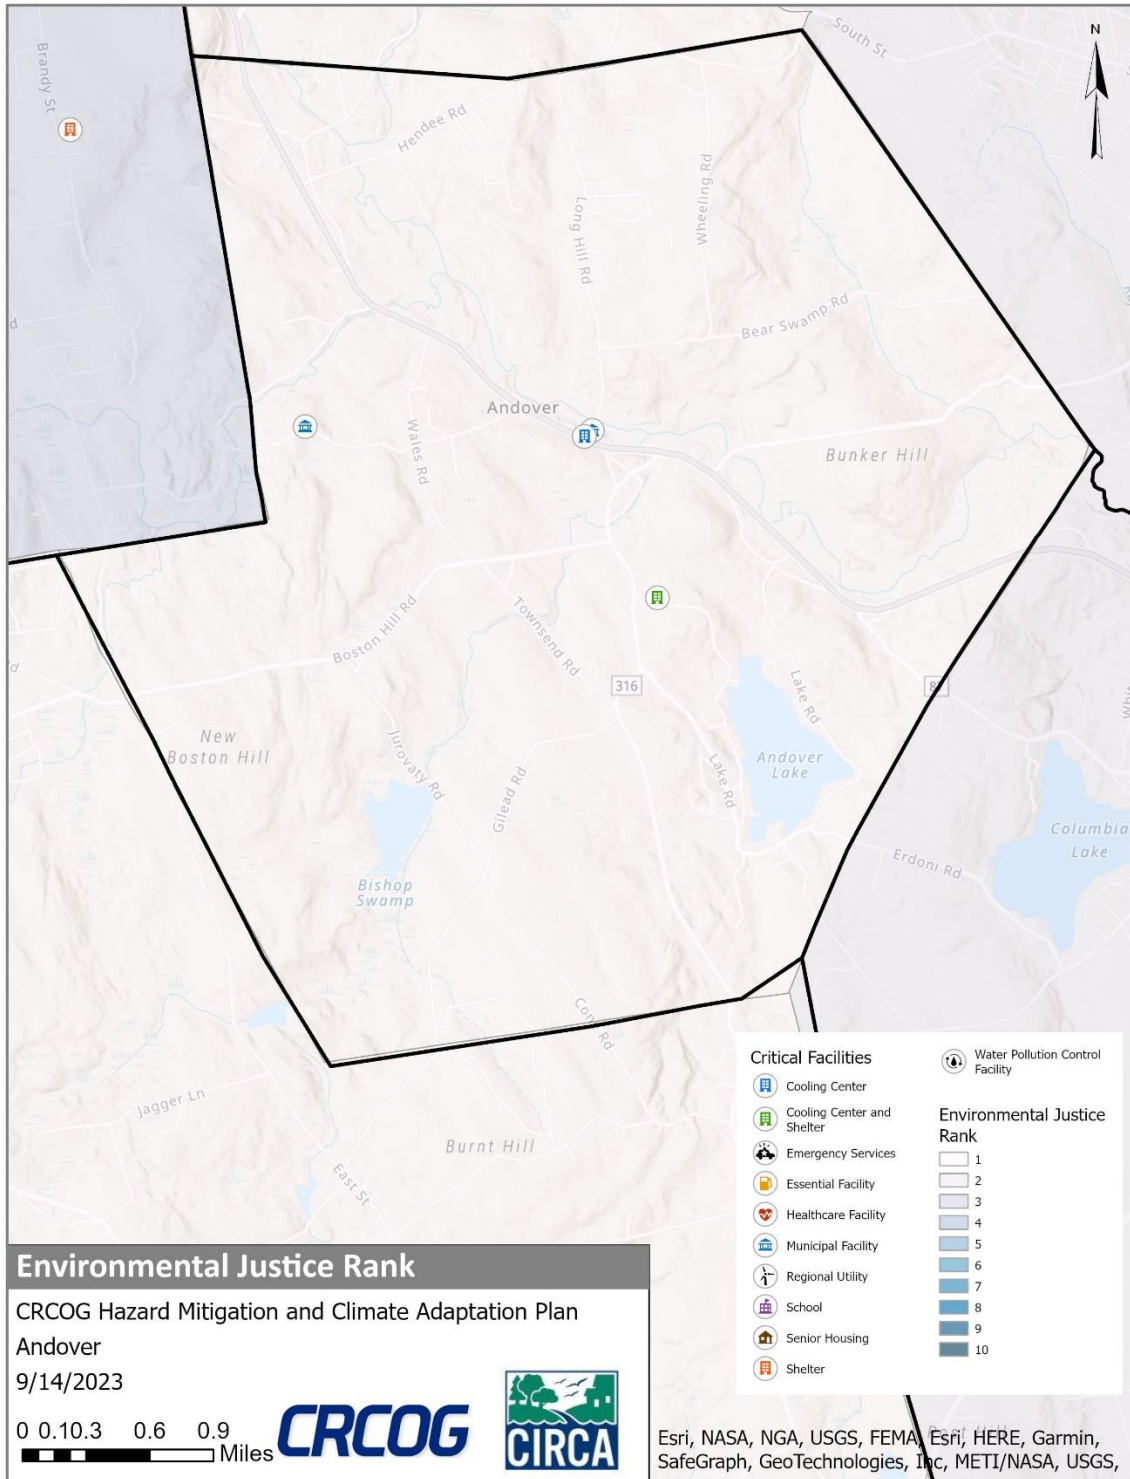 South St
N
Brandy St
Hendee Rd
Wheeling Rd
Long Hill Rd
Bear Swamp Rd
Andover
Wales Rd
Bunker Hill
Townsend Rd
Boston Hill Rd
316
Lake Rd
New
Boston Hill
Jurovaty Rd
Andover
Lake
Lake Rd
Gilead Rd
Columbia
Lake
Erdoni Rd
Bishop
Swamp
Rd
Jagger Ln
Burnt Hill
East St
Critical Facilities
Cooling Center
Cooling Center and
Shelter
Emergency Services
Essential Facility
Healthcare Facility
Municipal Facility
Regional Utility
School
Senior Housing
Shelter
Water Pollution Control
Facility
Environmental Justice
Rank
1
2
3
4
5
6
7
8
9
10
Environmental Justice Rank
CRCOG Hazard Mitigation and Climate Adaptation Plan
Andover
9/14/2023
0 0.10.3 0.6 0.9
Miles
CRCOG
CIRCA
Post Hill
Esri, NASA, NGA, USGS, FEMA, Esri, HERE, Garmin,
SafeGraph, GeoTechnologies, Inc, METI/NASA, USGS,